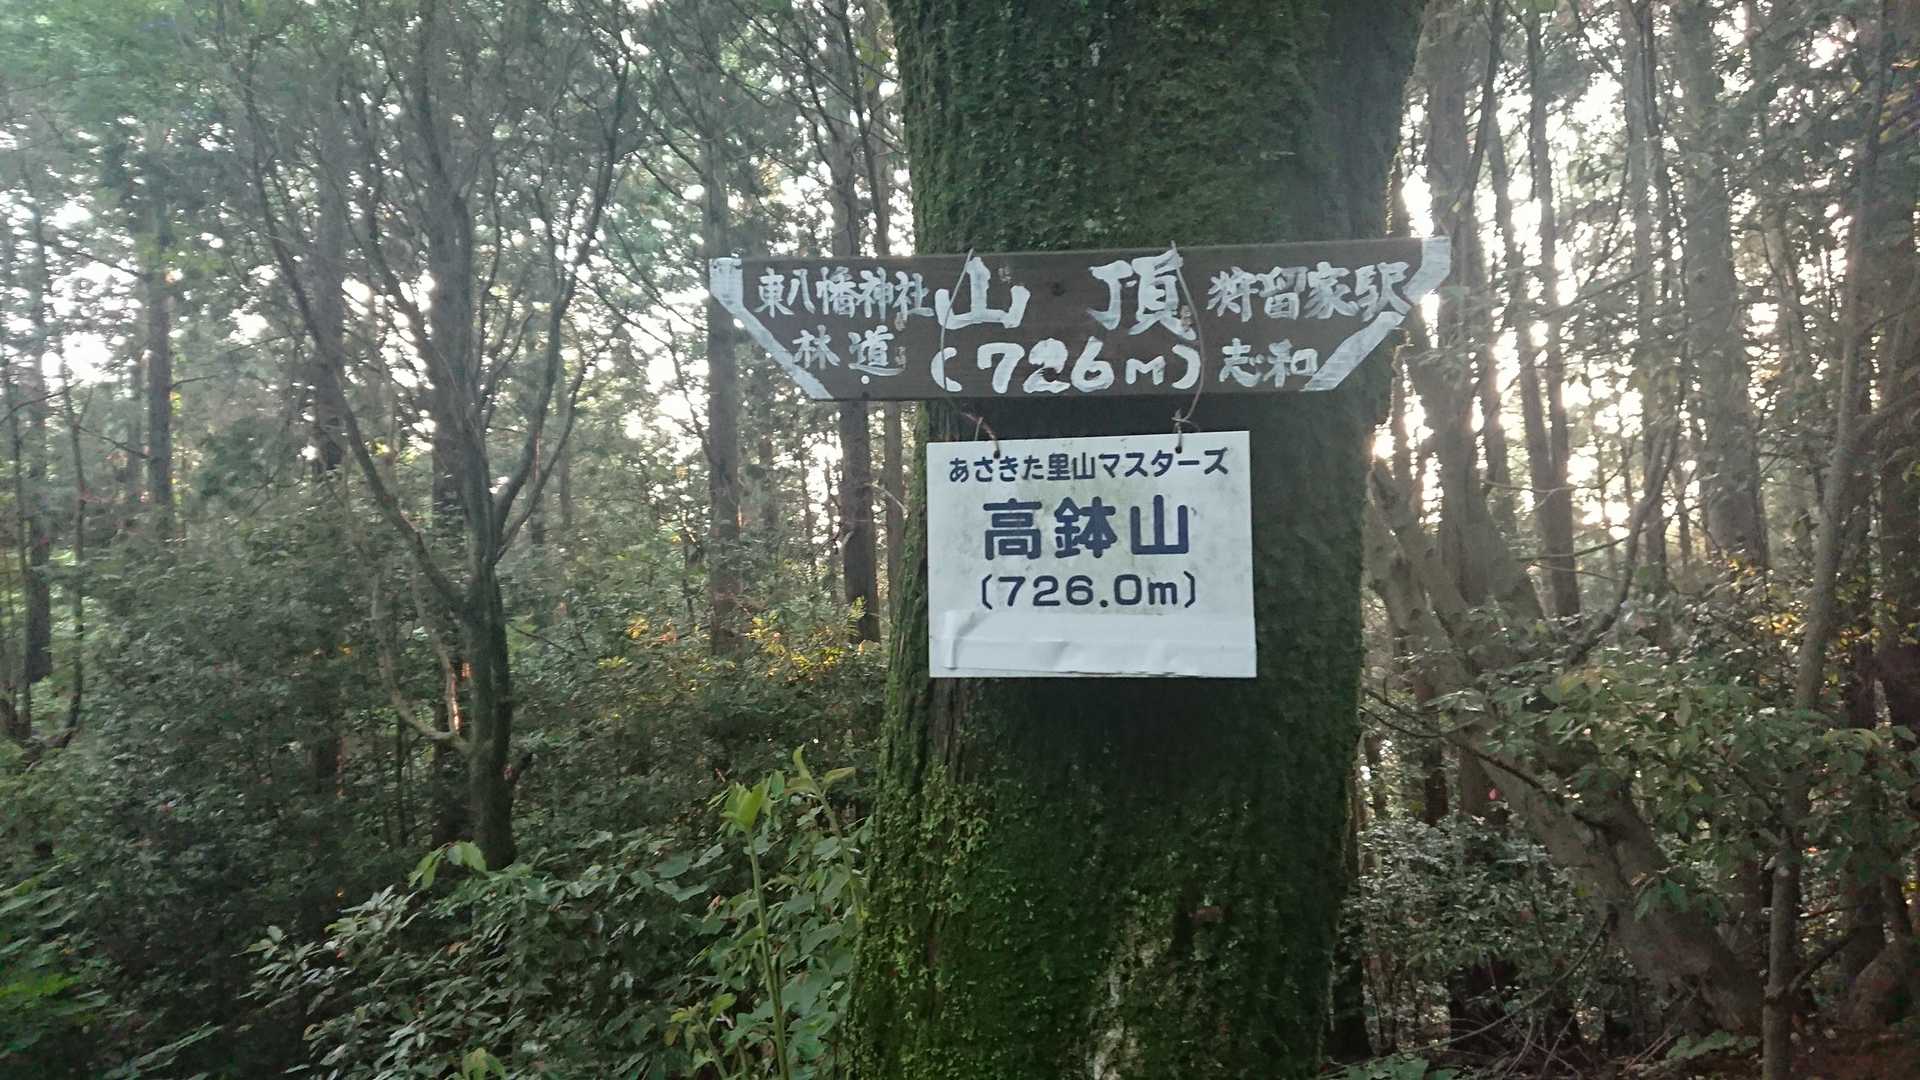 東八幡神社 山頂 狩留家駅
林道 (726m) 志和
あさきた里山マスターズ
高鉢山
(726.0m)